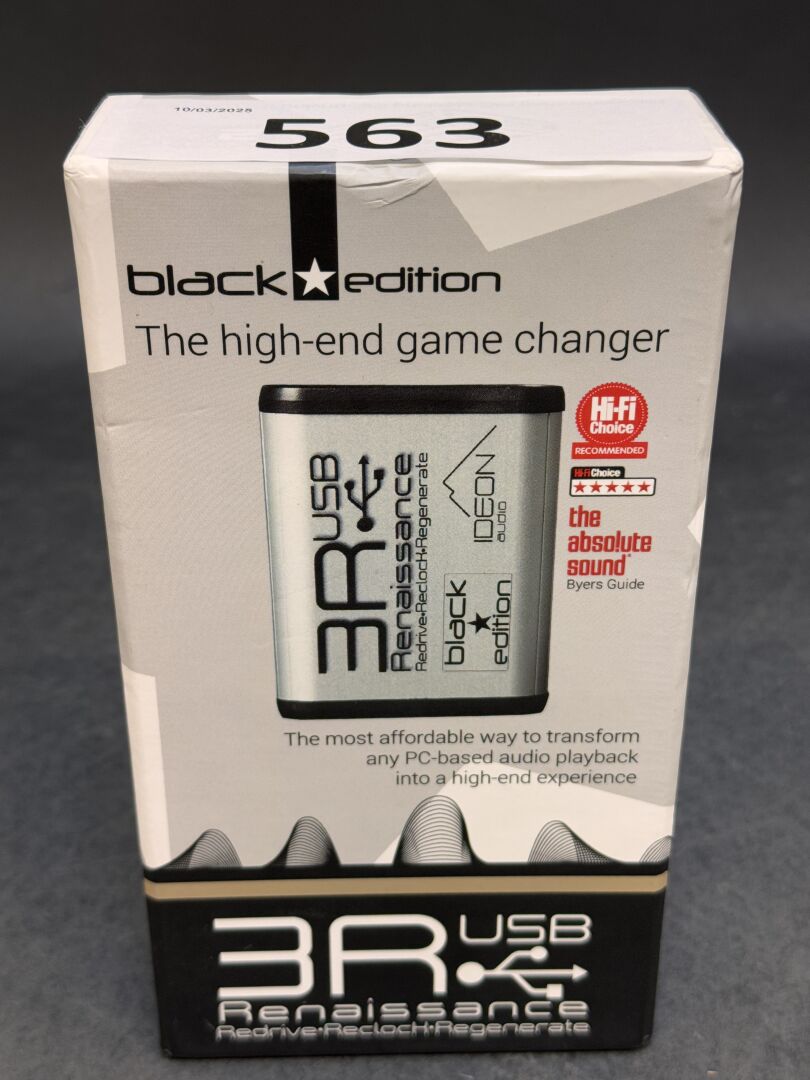 10/03/2025
563
black edition
The high-end game changer
3R USB
Renaissance
Redrive•Reclock•Regenerate
IDEON
audio
black
edition
Hi-Fi
Choice
RECOMMENDED
Hi-Fi Choice
the
absolute
sound
Byers Guide
The most affordable way to transform
any PC-based audio playback
into a high-end experience
3R USB
Renaissance
Redrive•Reclock•Regenerate